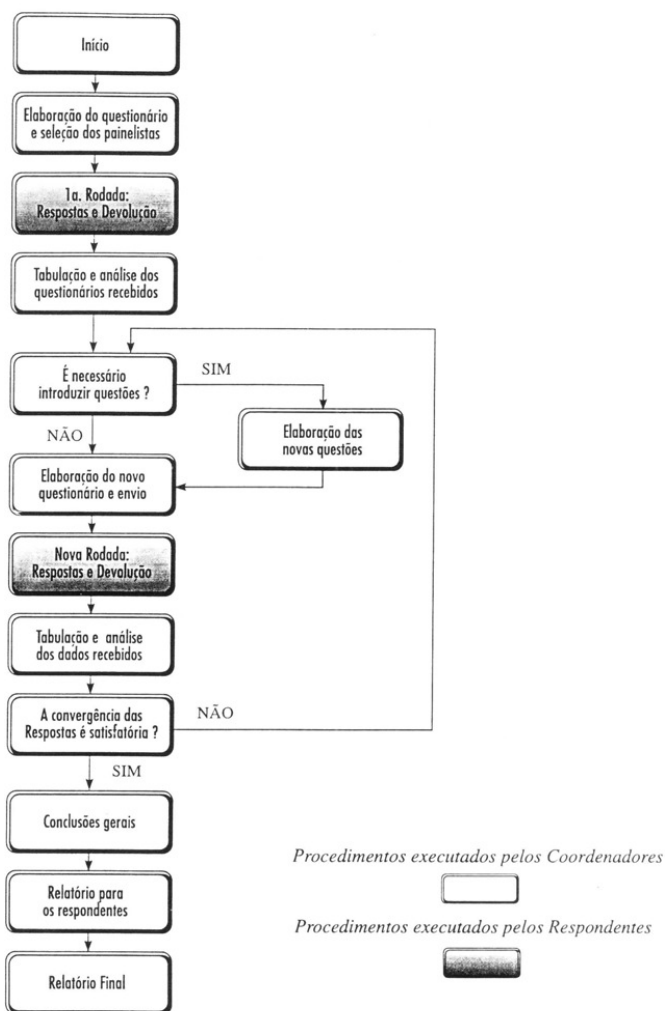 Início
Elaboração do questionário
e seleção dos painelistas
1a. Rodada:
Respostas e Devolução
Tabulação e análise dos
questionários recebidos
É necessário
introduzir questões ?
SIM
NÃO
Elaboração das
novas questões
Elaboração do novo
questionário e envio
Nova Rodada:
Respostas e Devolução
Tabulação e análise
dos dados recebidos
A convergência das
Respostas é satisfatória ?
NÃO
SIM
Conclusões gerais
Relatório para
os respondentes
Relatório Final
Procedimentos executados pelos Coordenadores
Procedimentos executados pelos Respondentes